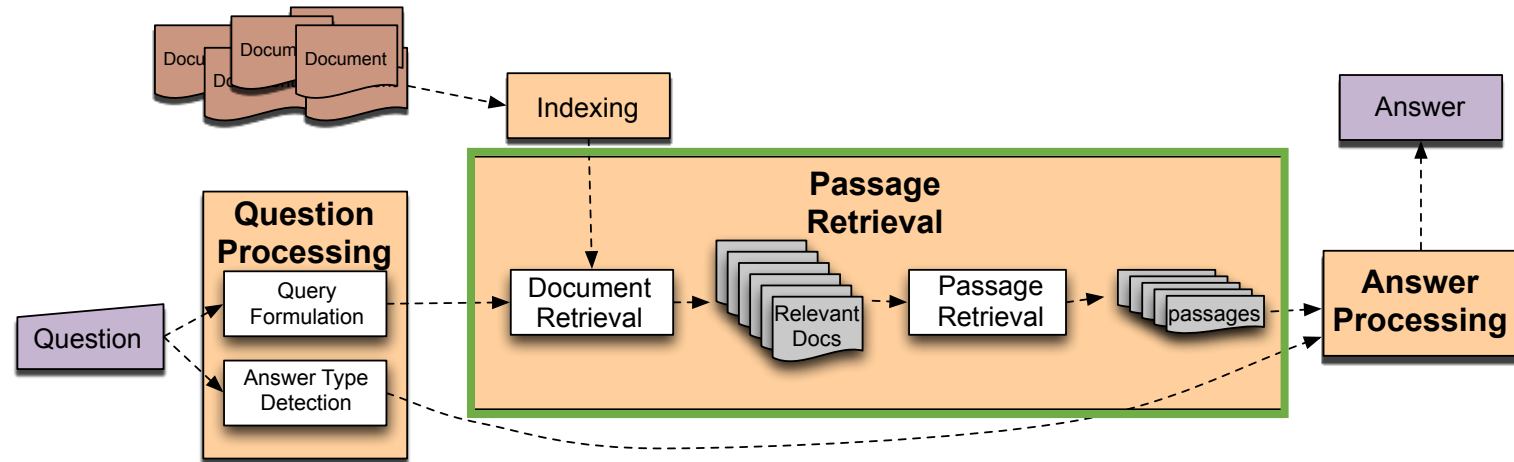 Document
Docum
Docu
Indexing
Answer
Passage
Retrieval
Question
Processing
Query
Formulation
Document
Retrieval
Relevant
Docs
Passage
Retrieval
passages
Answer
Processing
Question
Answer Type
Detection